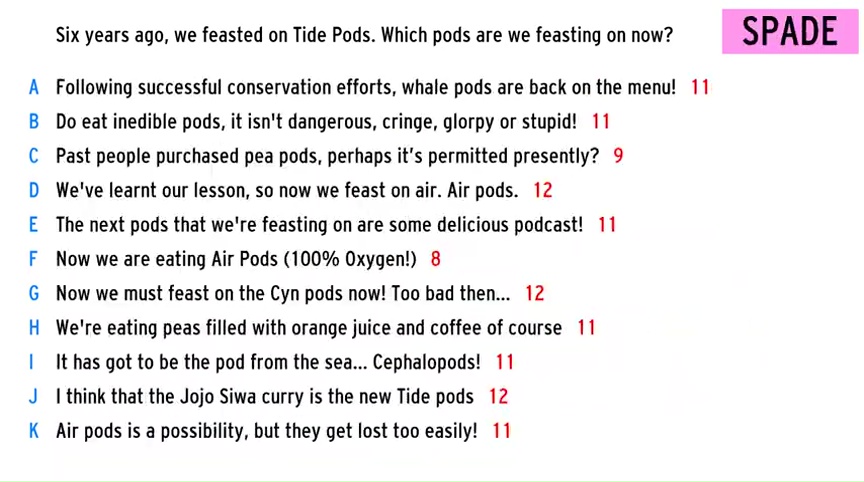 Six years ago, we feasted on Tide Pods. Which pods are we feasting on now?
SPADE
A Following successful conservation efforts, whale pods are back on the menu! 11
B Do eat inedible pods, it isn't dangerous, cringe, glorpy or stupid! 11
C Past people purchased pea pods, perhaps it's permitted presently? 9
D We've learnt our lesson, so now we feast on air. Air pods. 12
E The next pods that we're feasting on are some delicious podcast! 11
F Now we are eating Air Pods (100% Oxygen!) 8
G Now we must feast on the Cyn pods now! Too bad then... 12
H We're eating peas filled with orange juice and coffee of course 11
I It has got to be the pod from the sea... Cephalopods! 11
J I think that the Jojo Siwa curry is the new Tide pods 12
K Air pods is a possibility, but they get lost too easily! 11